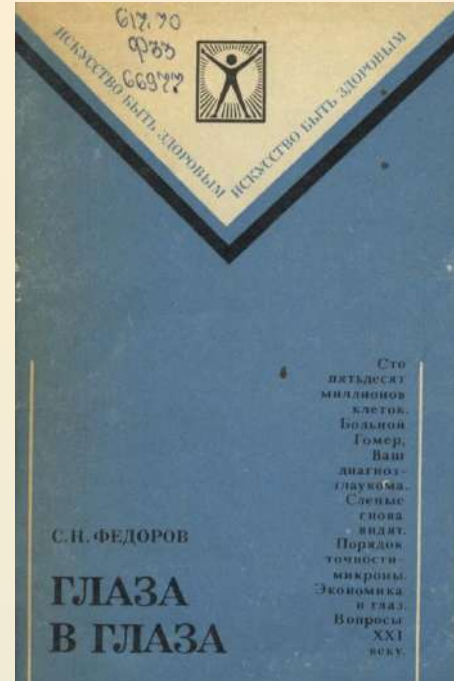 617.70
Ф33
66977
ИСКУССТВО БЫТЬ ЗДОРОВЫМ
ИСКУССТВО БЫТЬ ЗДОРОВЫМ
Сто
пятьдесят
миллионов
клеток.
Больной
Гомер.
Ваш
диагноз-
глаукома.
Слепые
снова
видят.
Порядок
точности-
микроны.
Экономика
и глаз.
Вопросы
XXI
веку.
С.Н.ФЕДОРОВ
ГЛАЗА
В ГЛАЗА